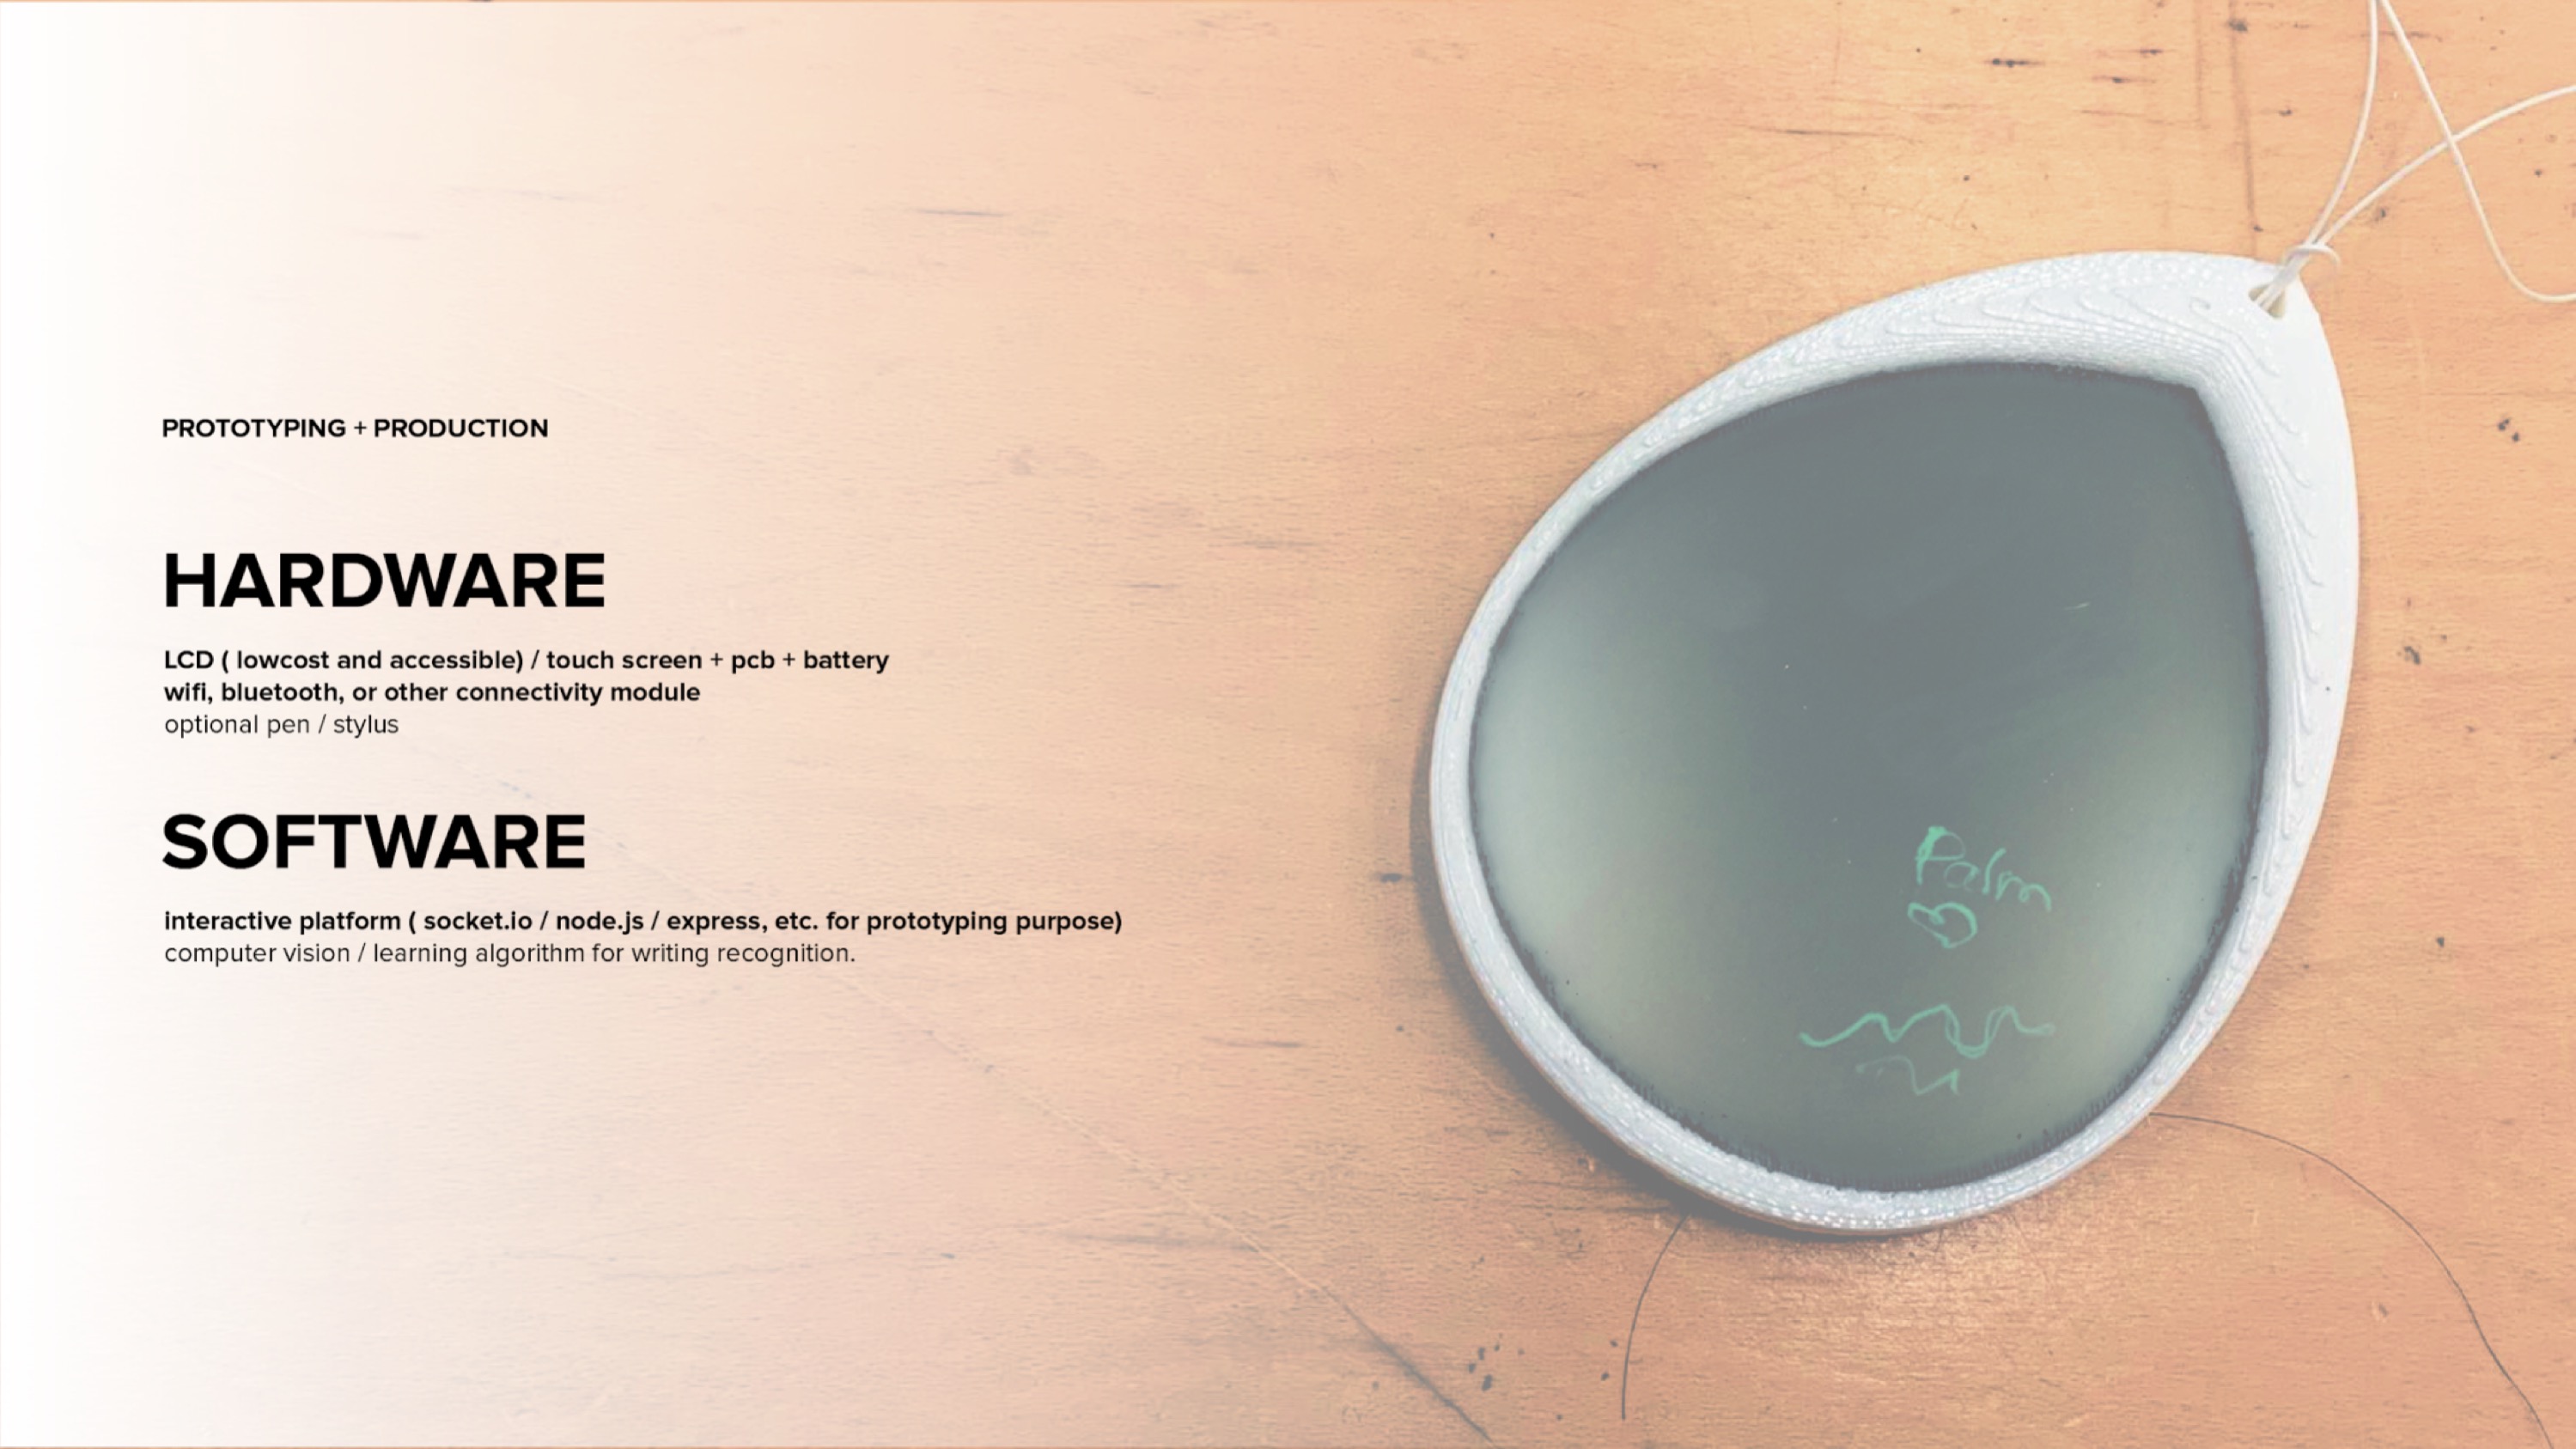 PROTOTYPING + PRODUCTION
HARDWARE
LCD ( lowcost and accessible) / touch screen + pcb + battery
wifi, bluetooth, or other connectivity module
optional pen / stylus
SOFTWARE
interactive platform ( socket.io / node.js / express, etc. for prototyping purpose)
computer vision / learning algorithm for writing recognition.
Palm